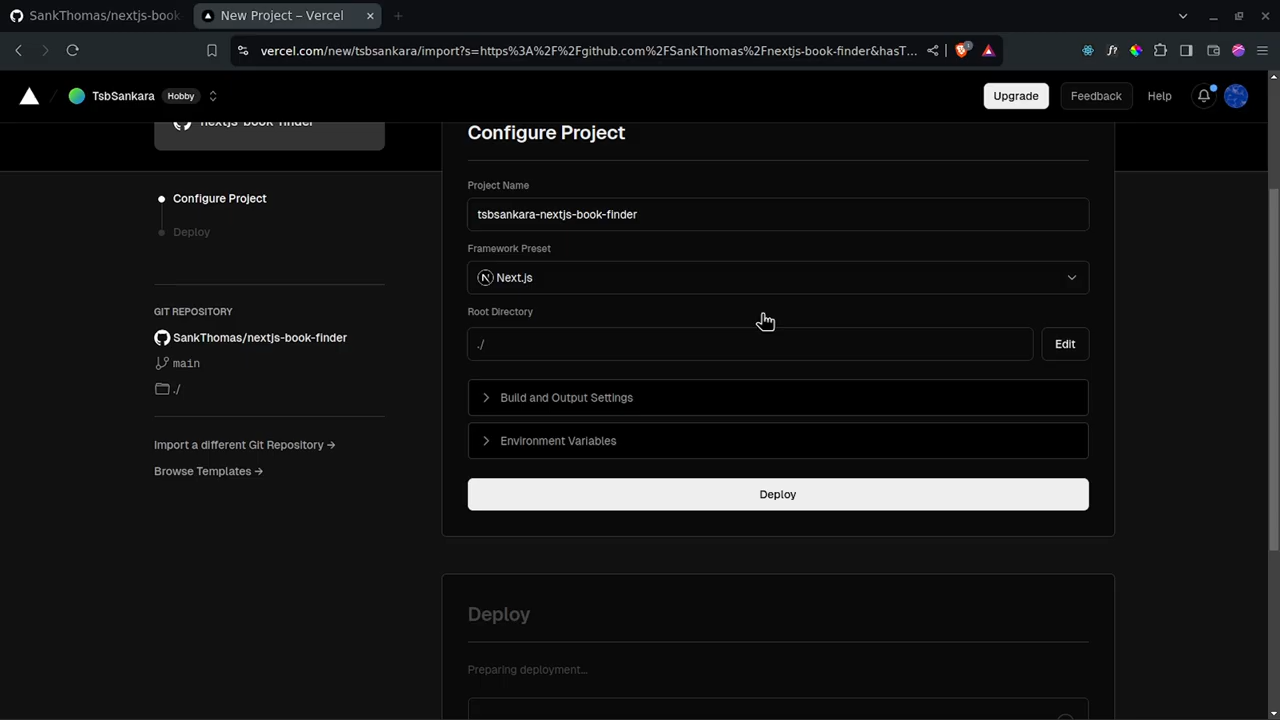 SankThomas/nextjs-book
New Project – Vercel
vercel.com/new/tsbsankara/import?s=https%3A%2F%2Fgithub.com%2FSankThomas%2Fnextjs-book-finder&hasT...
TsbSankara
Hobby
Upgrade
Feedback
Help
nextjs-book-finder
Configure Project
Deploy
GIT REPOSITORY
SankThomas/nextjs-book-finder
main
./
Import a different Git Repository →
Browse Templates →
Configure Project
Project Name
tsbsankara-nextjs-book-finder
Framework Preset
Next.js
Root Directory
./
Edit
Build and Output Settings
Environment Variables
Deploy
Deploy
Preparing deployment...